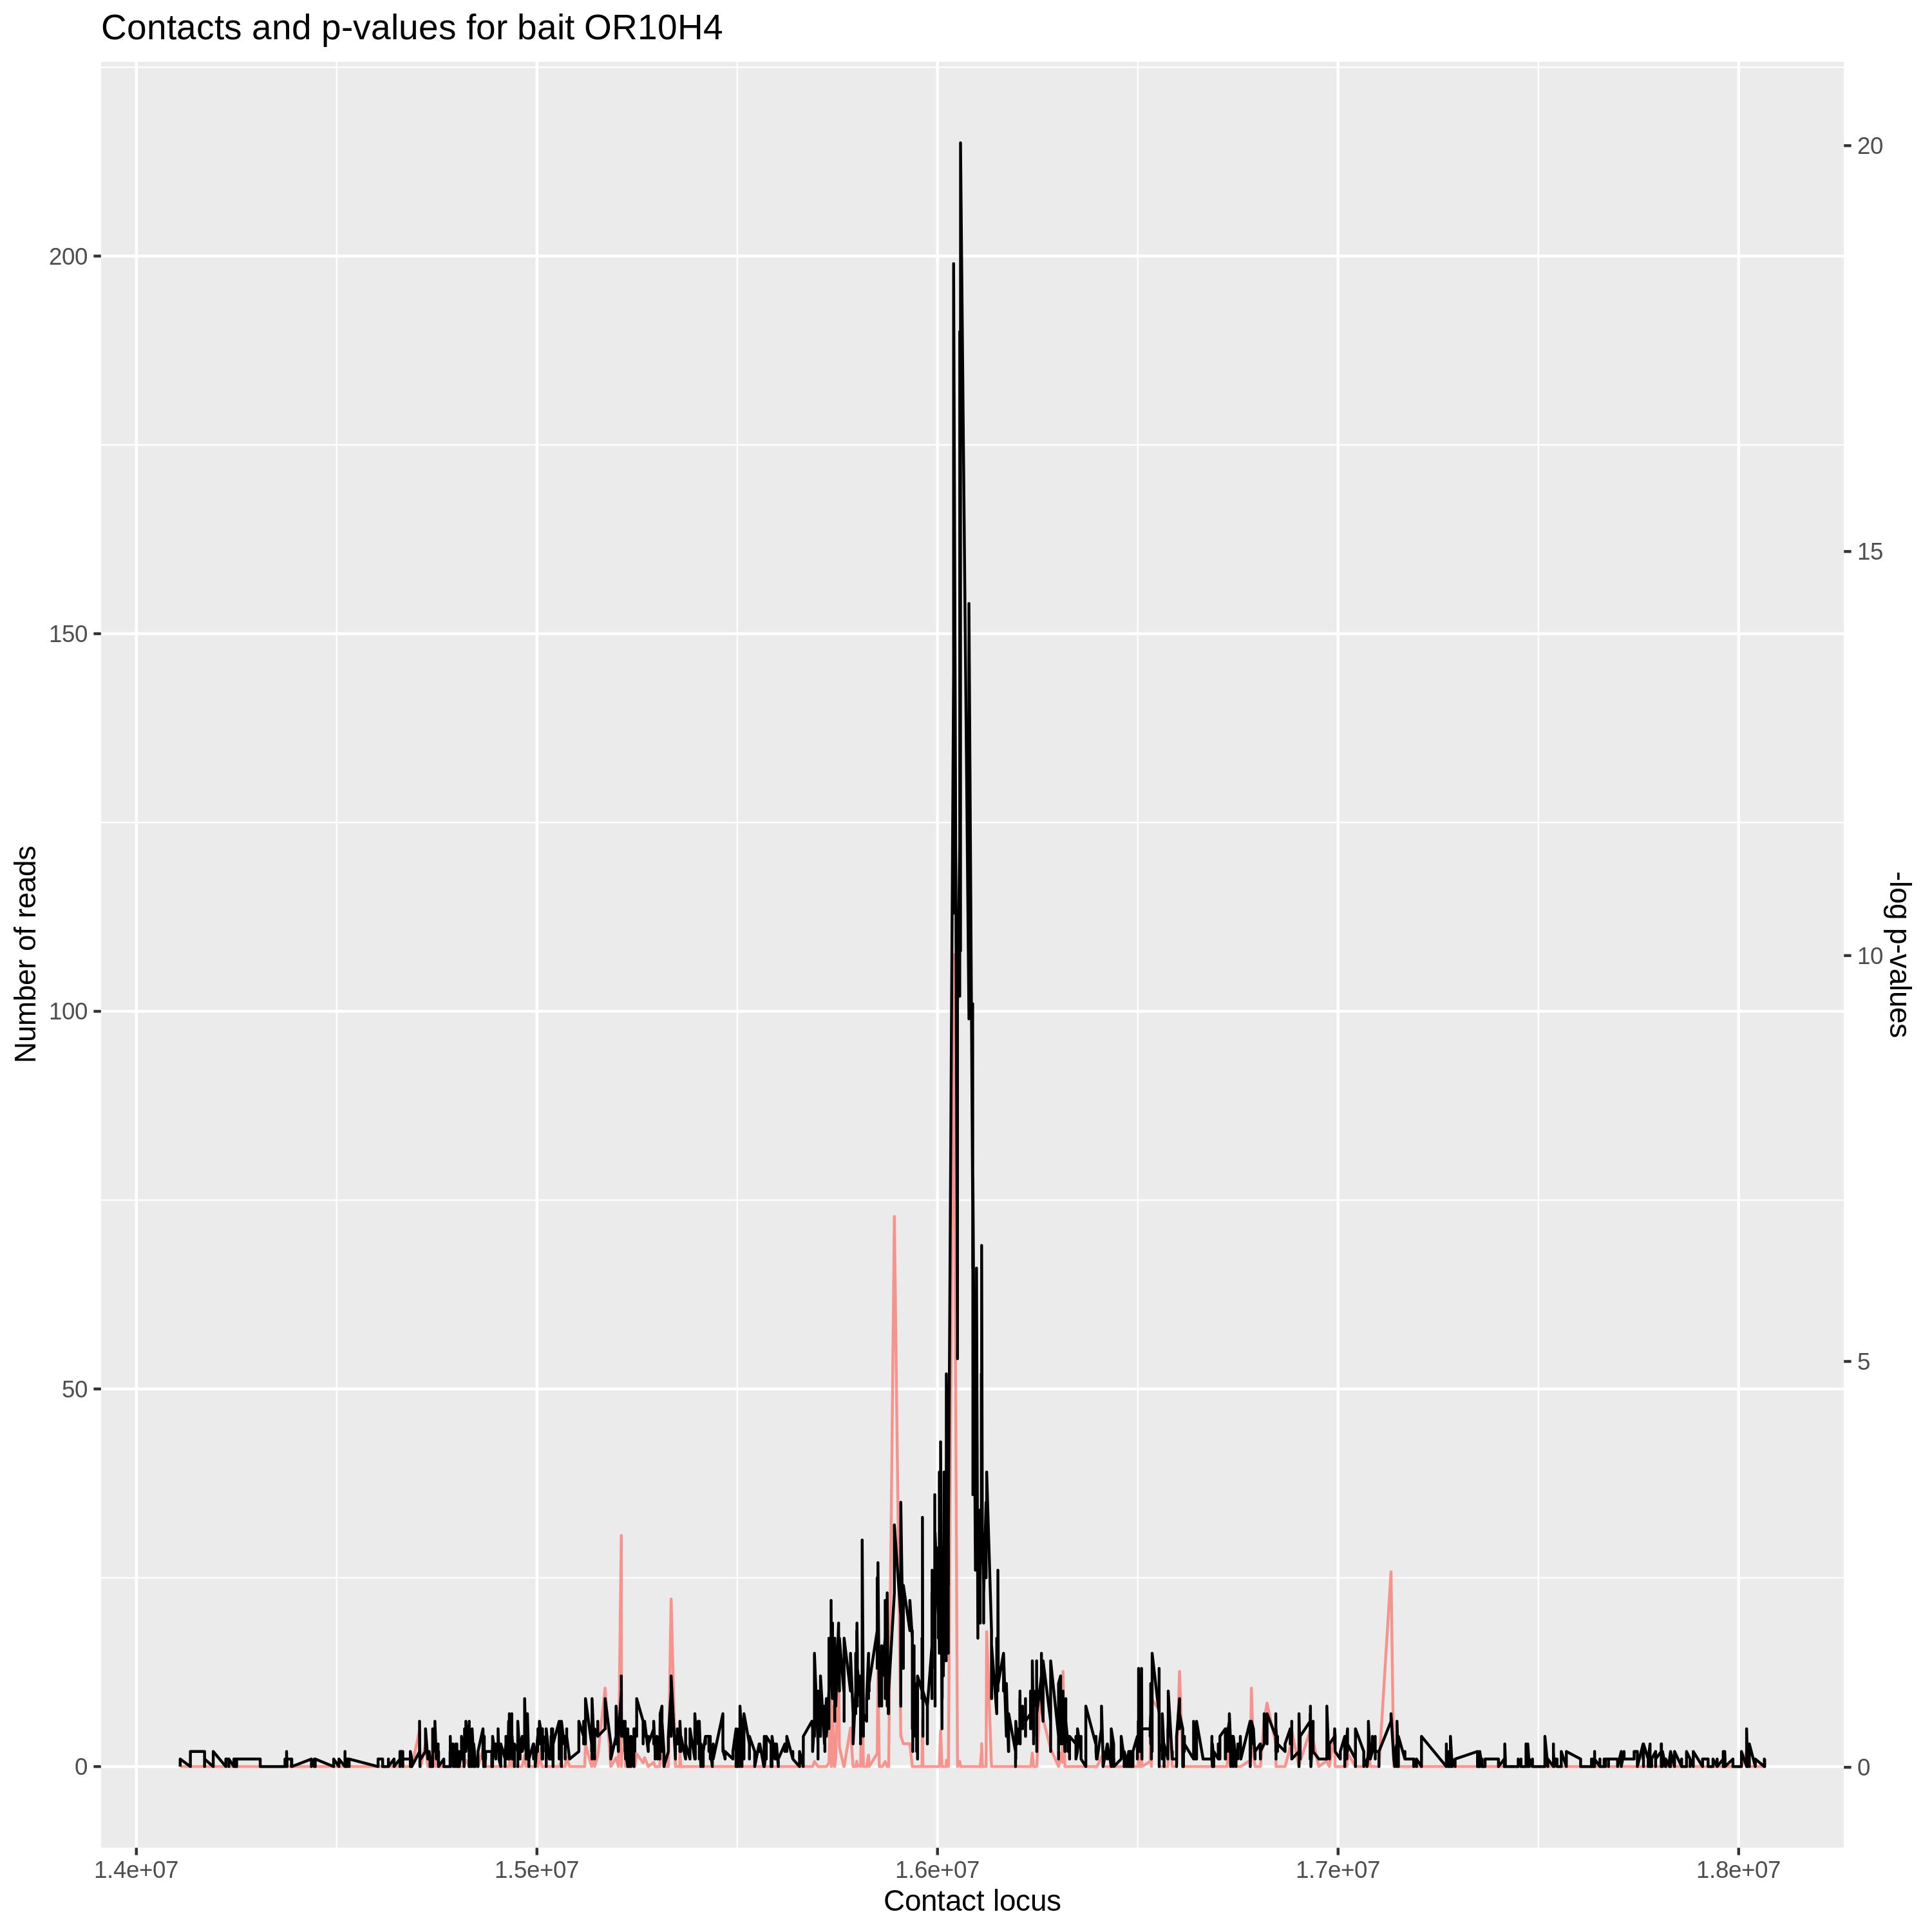 Contacts and p-values for bait OR10H4
Number of reads
200
150
100
50
0
20
15
10
5
0
-log p-values
1.4e+07
1.5e+07
1.6e+07
1.7e+07
1.8e+07
Contact locus